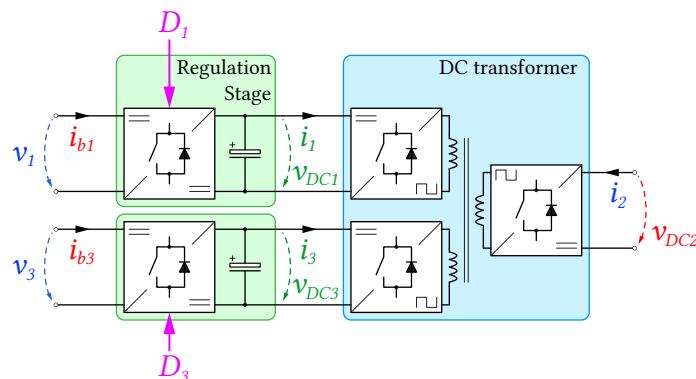 D1
Regulation
Stage
DC transformer
v1
ib1
i1
vDC1
i2
vDC2
v3
ib3
i3
vDC3
D3
+
+